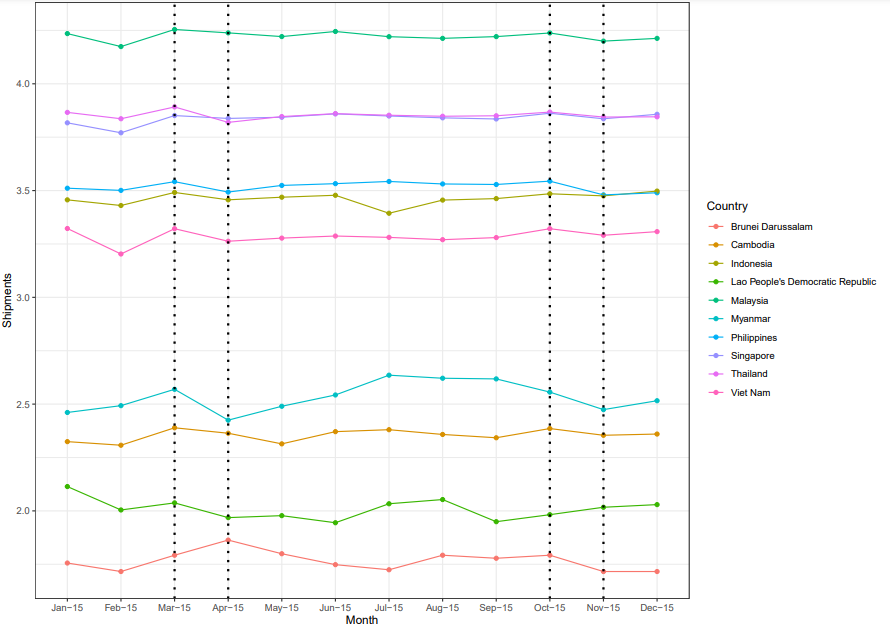 4.0
3.5
3.0
2.5
2.0
Shipments
Jan−15 Feb−15 Mar−15 Apr−15 May−15 Jun−15 Jul−15 Aug−15 Sep−15 Oct−15 Nov−15 Dec−15
Month
Country
Brunei Darussalam
Cambodia
Indonesia
Lao People's Democratic Republic
Malaysia
Myanmar
Philippines
Singapore
Thailand
Viet Nam